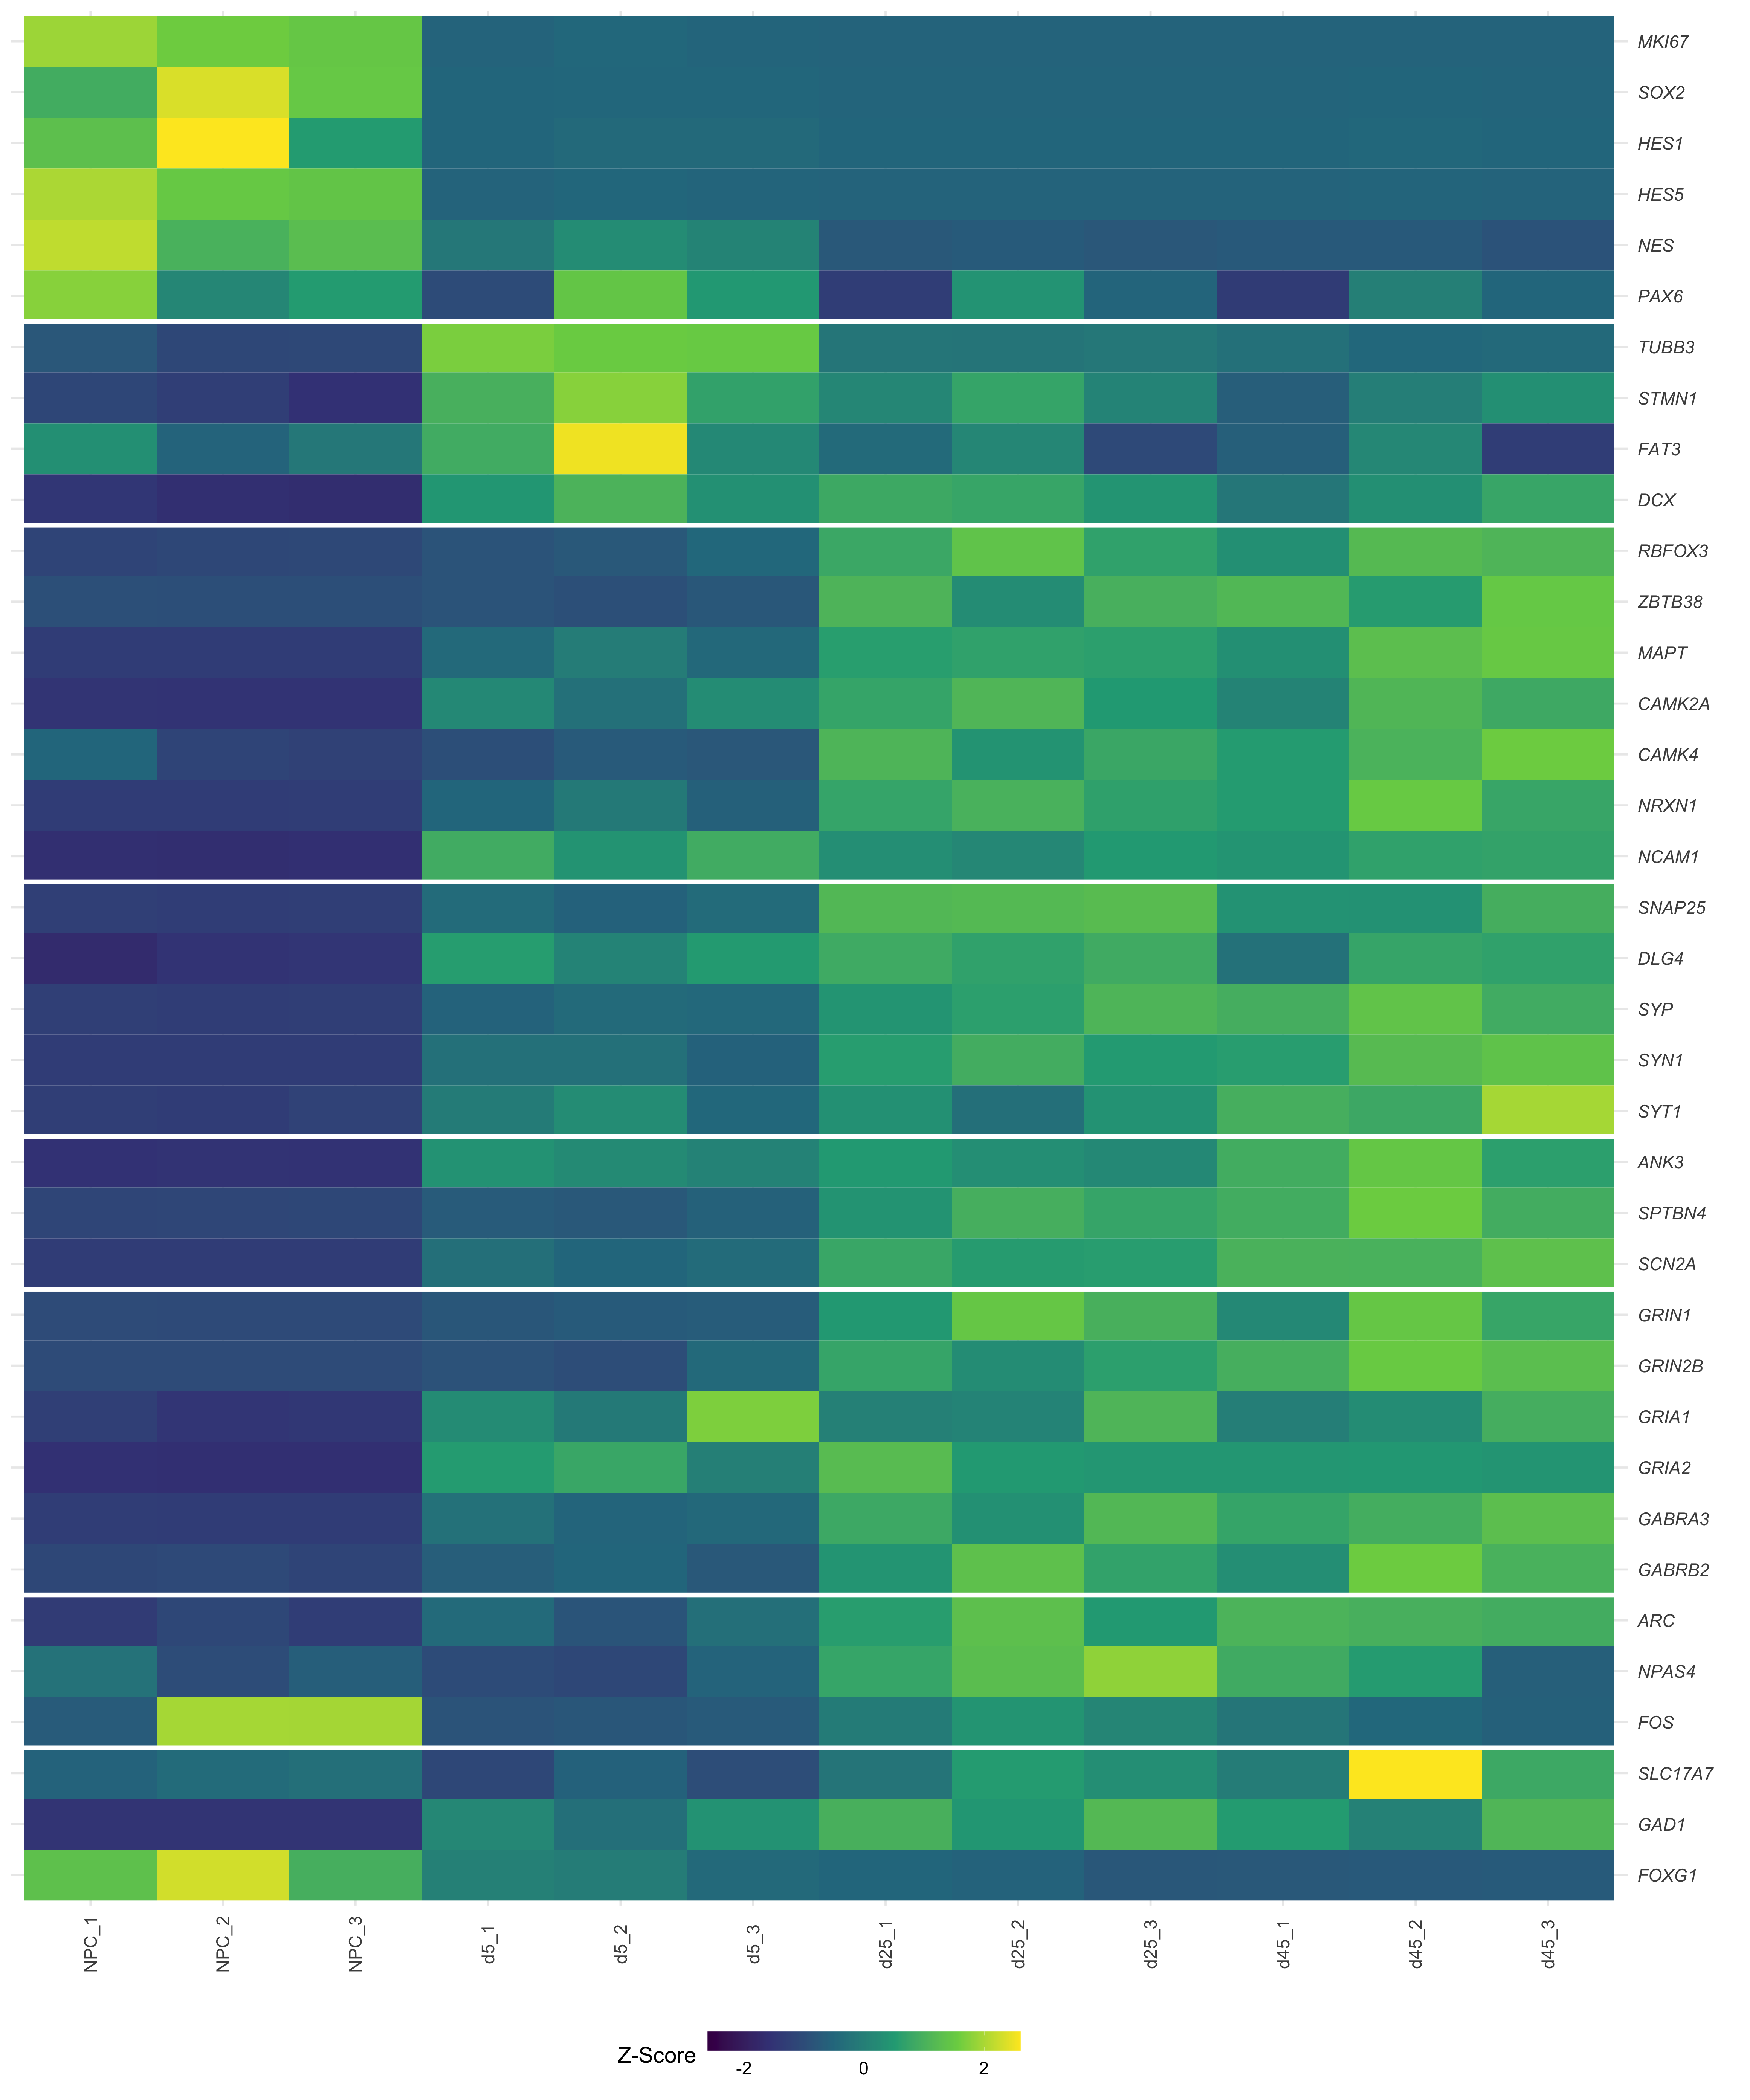 MKI67
SOX2
HES1
HES5
NES
PAX6
TUBB3
STMN1
FAT3
DCX
RBFOX3
ZBTB38
MAPT
CAMK2A
CAMK4
NRXN1
NCAM1
SNAP25
DLG4
SYP
SYN1
SYT1
ANK3
SPTBN4
SCN2A
GRIN1
GRIN2B
GRIA1
GRIA2
GABRA3
GABRB2
ARC
NPAS4
FOS
SLC17A7
GAD1
FOXG1
NPC_1
NPC_2
NPC_3
d5_1
d5_2
d5_3
d25_1
d25_2
d25_3
d45_1
d45_2
d45_3
Z-Score
-2 0 2